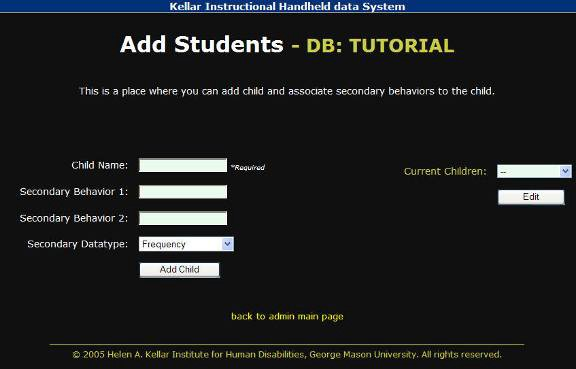 Kellar Instructional Handheld data System
Add Students - DB: TUTORIAL
This is a place where you can add child and associate secondary behaviors to the child.
Child Name: *Required
Secondary Behavior 1:
Secondary Behavior 2:
Secondary Datatype: Frequency
Add Child
Current Children: --
Edit
back to admin main page
© 2005 Helen A. Kellar Institute for Human Disabilities, George Mason University. All rights reserved.